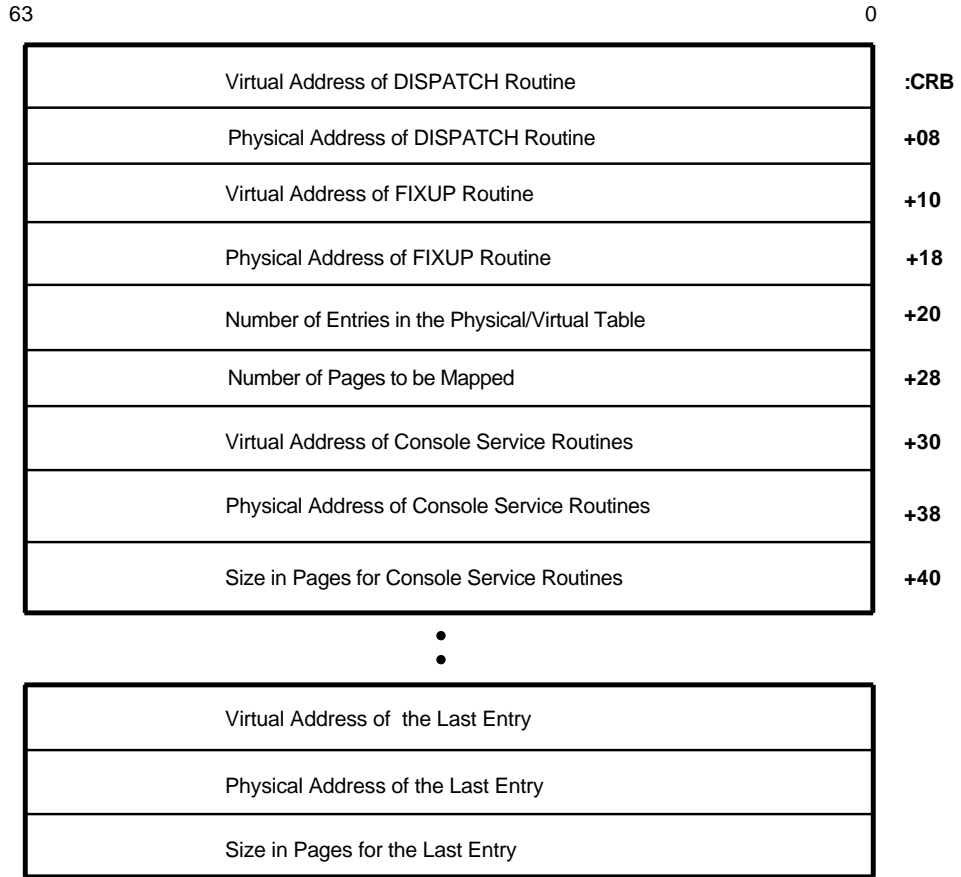 63 0
Virtual Address of DISPATCH Routine :CRB
Physical Address of DISPATCH Routine +08
Virtual Address of FIXUP Routine +10
Physical Address of FIXUP Routine +18
Number of Entries in the Physical/Virtual Table +20
Number of Pages to be Mapped +28
Virtual Address of Console Service Routines +30
Physical Address of Console Service Routines +38
Size in Pages for Console Service Routines +40
Virtual Address of the Last Entry
Physical Address of the Last Entry
Size in Pages for the Last Entry